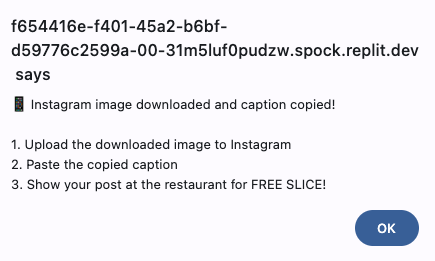 f654416e-f401-45a2-b6bf-
d59776c2599a-00-31m5luf0pudzw.spock.replit.dev
says
📱 Instagram image downloaded and caption copied!
1. Upload the downloaded image to Instagram
2. Paste the copied caption
3. Show your post at the restaurant for FREE SLICE!
OK